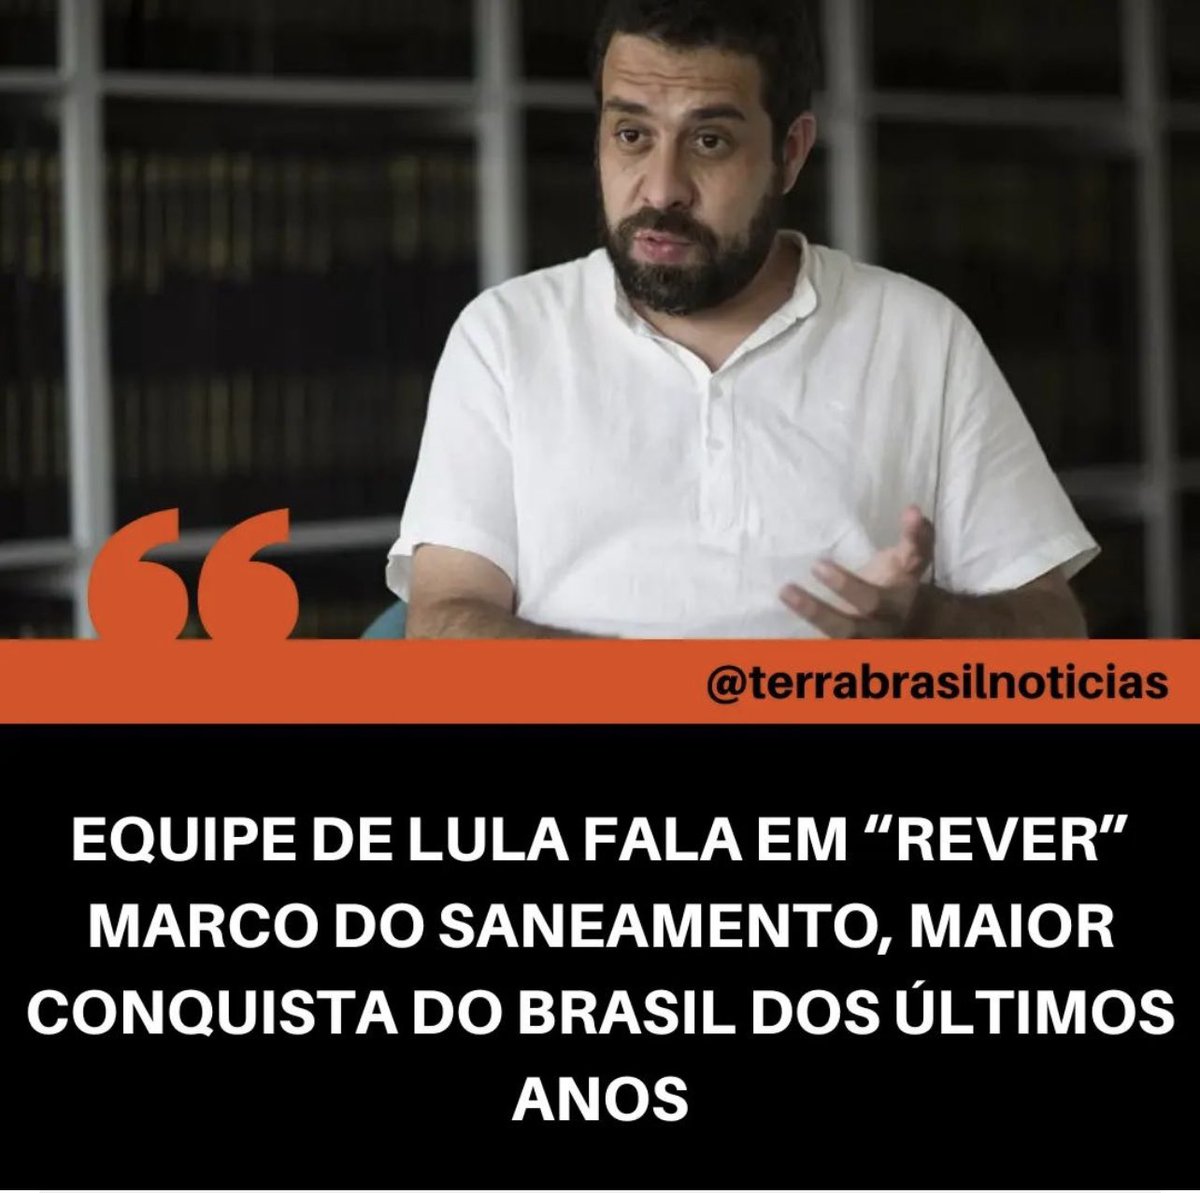 @terrabrasilnoticias
EQUIPE DE LULA FALA EM “REVER”
MARCO DO SANEAMENTO, MAIOR
CONQUISTA DO BRASIL DOS ÚLTIMOS
ANOS